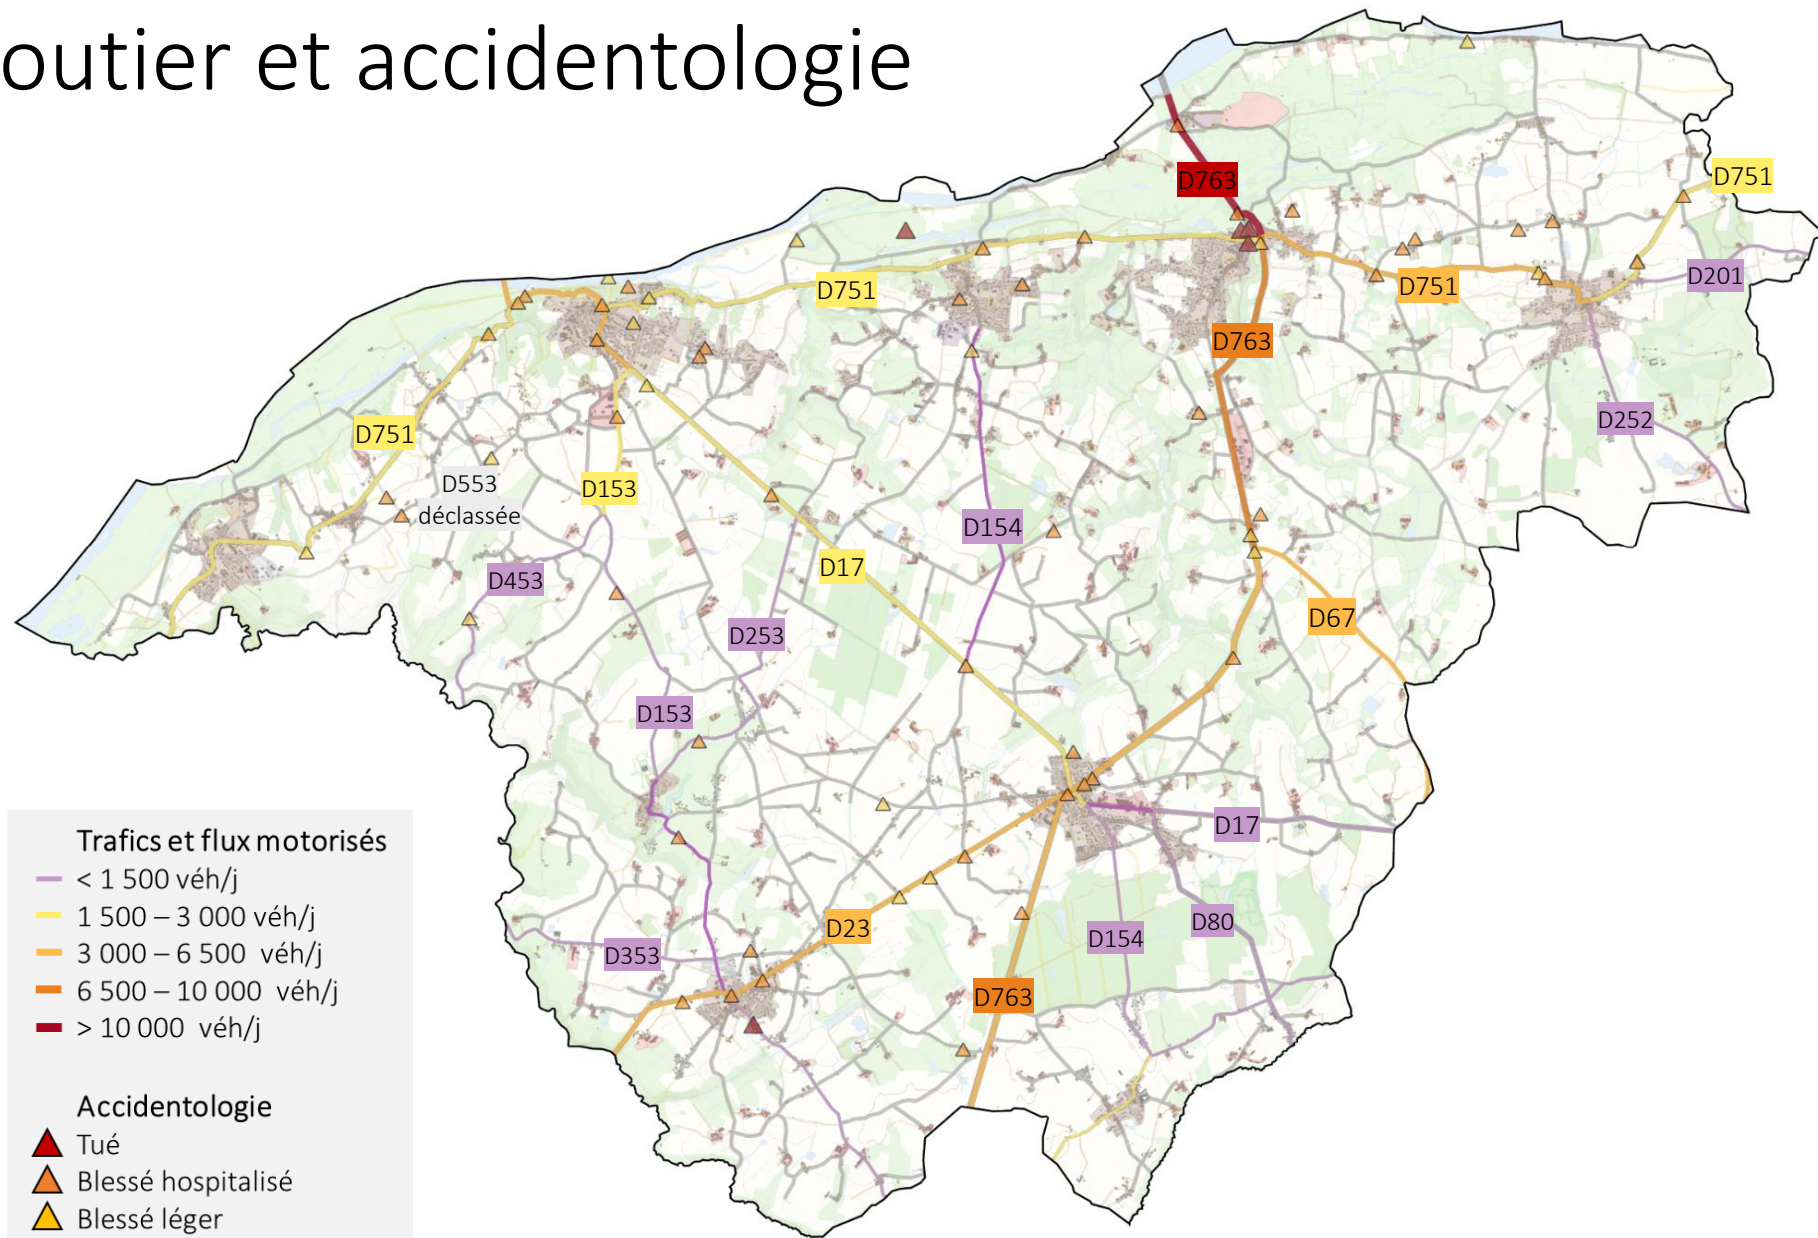 outier et accidentologie
D763
D751
D201
D751
D751
D763
D252
D751
D553
déclassée
D153
D154
D17
D453
D67
D253
D153
D17
D80
D154
D23
D353
D763
Trafics et flux motorisés
< 1 500 véh/j
1 500 – 3 000 véh/j
3 000 – 6 500 véh/j
6 500 – 10 000 véh/j
> 10 000 véh/j
Accidentologie
Tué
Blessé hospitalisé
Blessé léger